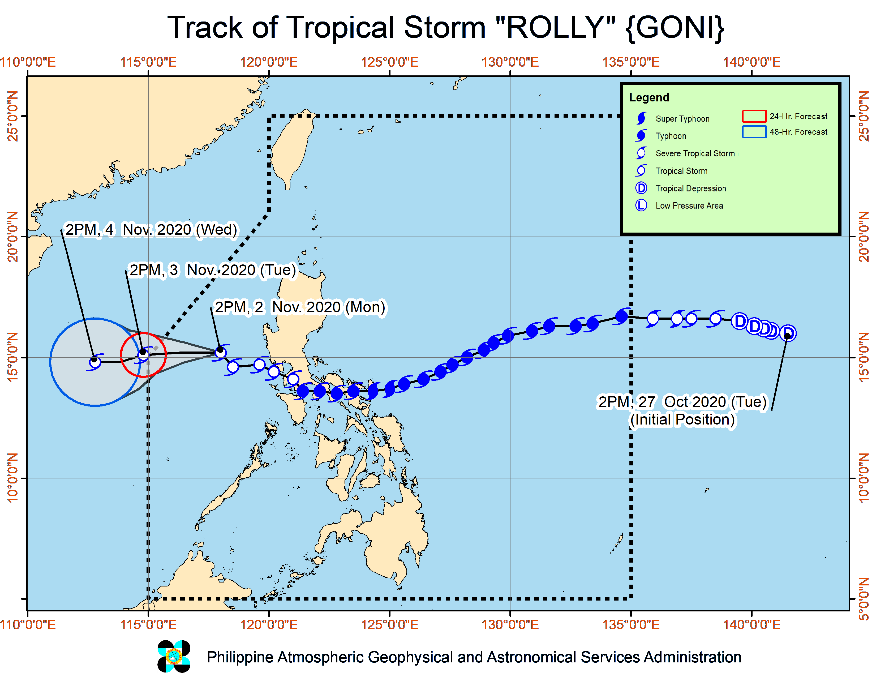 Track of Tropical Storm "ROLLY" {GONI}
110°0'0"E 115°0'0"E 120°0'0"E 125°0'0"E 130°0'0"E 135°0'0"E 140°0'0"E
Legend
Super Typhoon
Typhoon
Severe Tropical Storm
Tropical Storm
D Tropical Depression
L Low Pressure Area
24-Hr. Forecast
48-Hr. Forecast
25°0'0"N 25°0'0"N
20°0'0"N 20°0'0"N
2PM, 4 Nov. 2020 (Wed)
2PM, 3 Nov. 2020 (Tue)
2PM, 2 Nov. 2020 (Mon)
D D D D D
15°0'0"N 15°0'0"N
2PM, 27 Oct 2020 (Tue)
(Initial Position)
10°0'0"N 10°0'0"N
5°0'0"N
110°0'0"E 115°0'0"E 120°0'0"E 125°0'0"E 130°0'0"E 135°0'0"E 140°0'0"E
Philippine Atmospheric Geophysical and Astronomical Services Administration